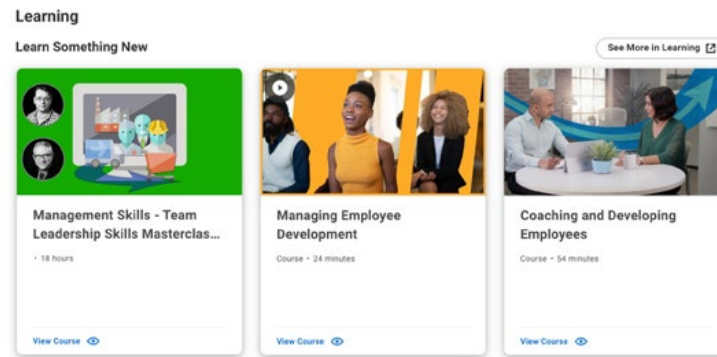 Learning
Learn Something New
See More in Learning
Management Skills - Team
Leadership Skills Masterclas...
• 18 hours
View Course
Managing Employee
Development
Course • 24 minutes
View Course
Coaching and Developing
Employees
Course • 54 minutes
View Course